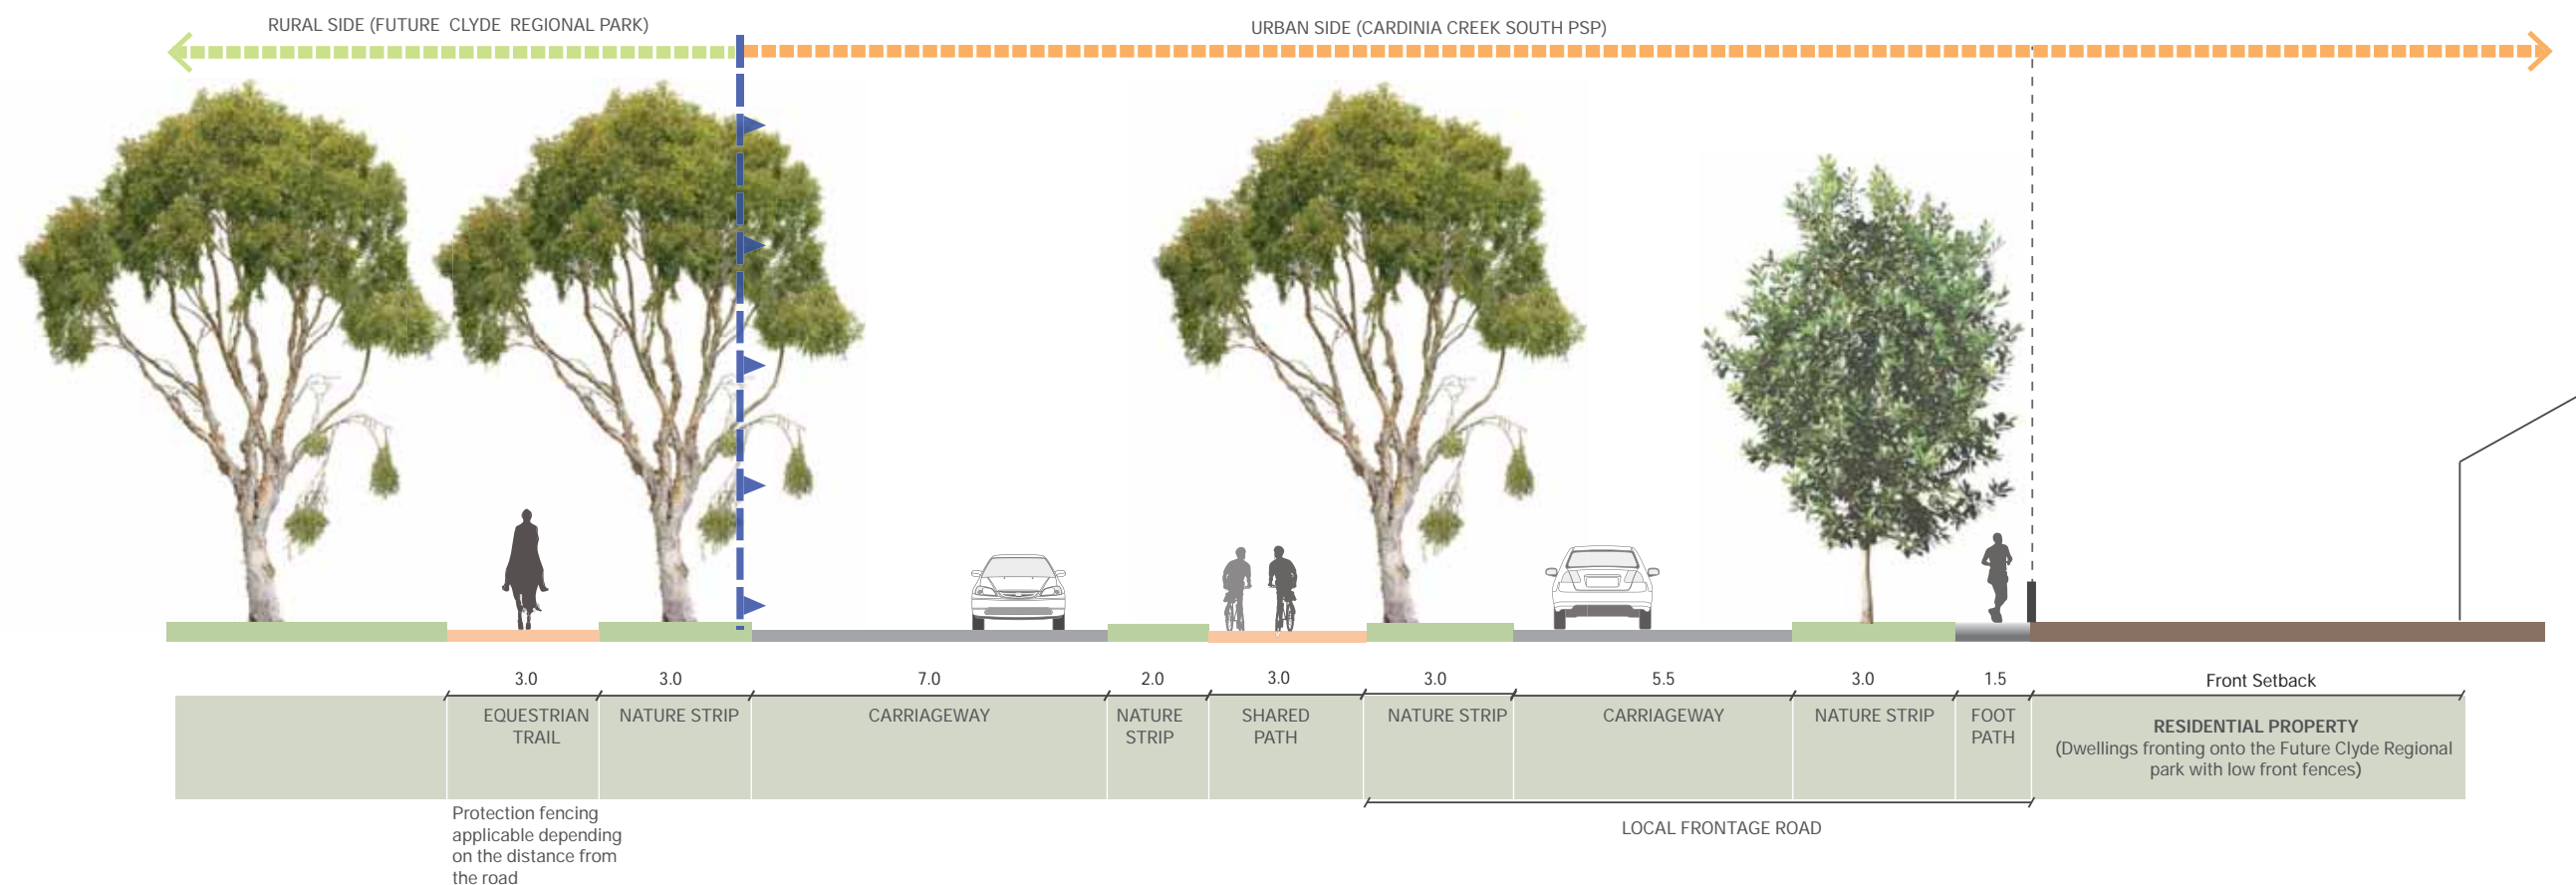 RURAL SIDE (FUTURE CLYDE REGIONAL PARK)
URBAN SIDE (CARDINIA CREEK SOUTH PSP)
3.0
3.0
7.0
2.0
3.0
3.0
5.5
3.0
1.5
Front Setback
EQUESTRIAN
TRAIL
NATURE STRIP
CARRIAGEWAY
NATURE
STRIP
SHARED
PATH
NATURE STRIP
CARRIAGEWAY
NATURE STRIP
FOOT
PATH
RESIDENTIAL PROPERTY
(Dwellings fronting onto the Future Clyde Regional
park with low front fences)
Protection fencing
applicable depending
on the distance from
the road
LOCAL FRONTAGE ROAD